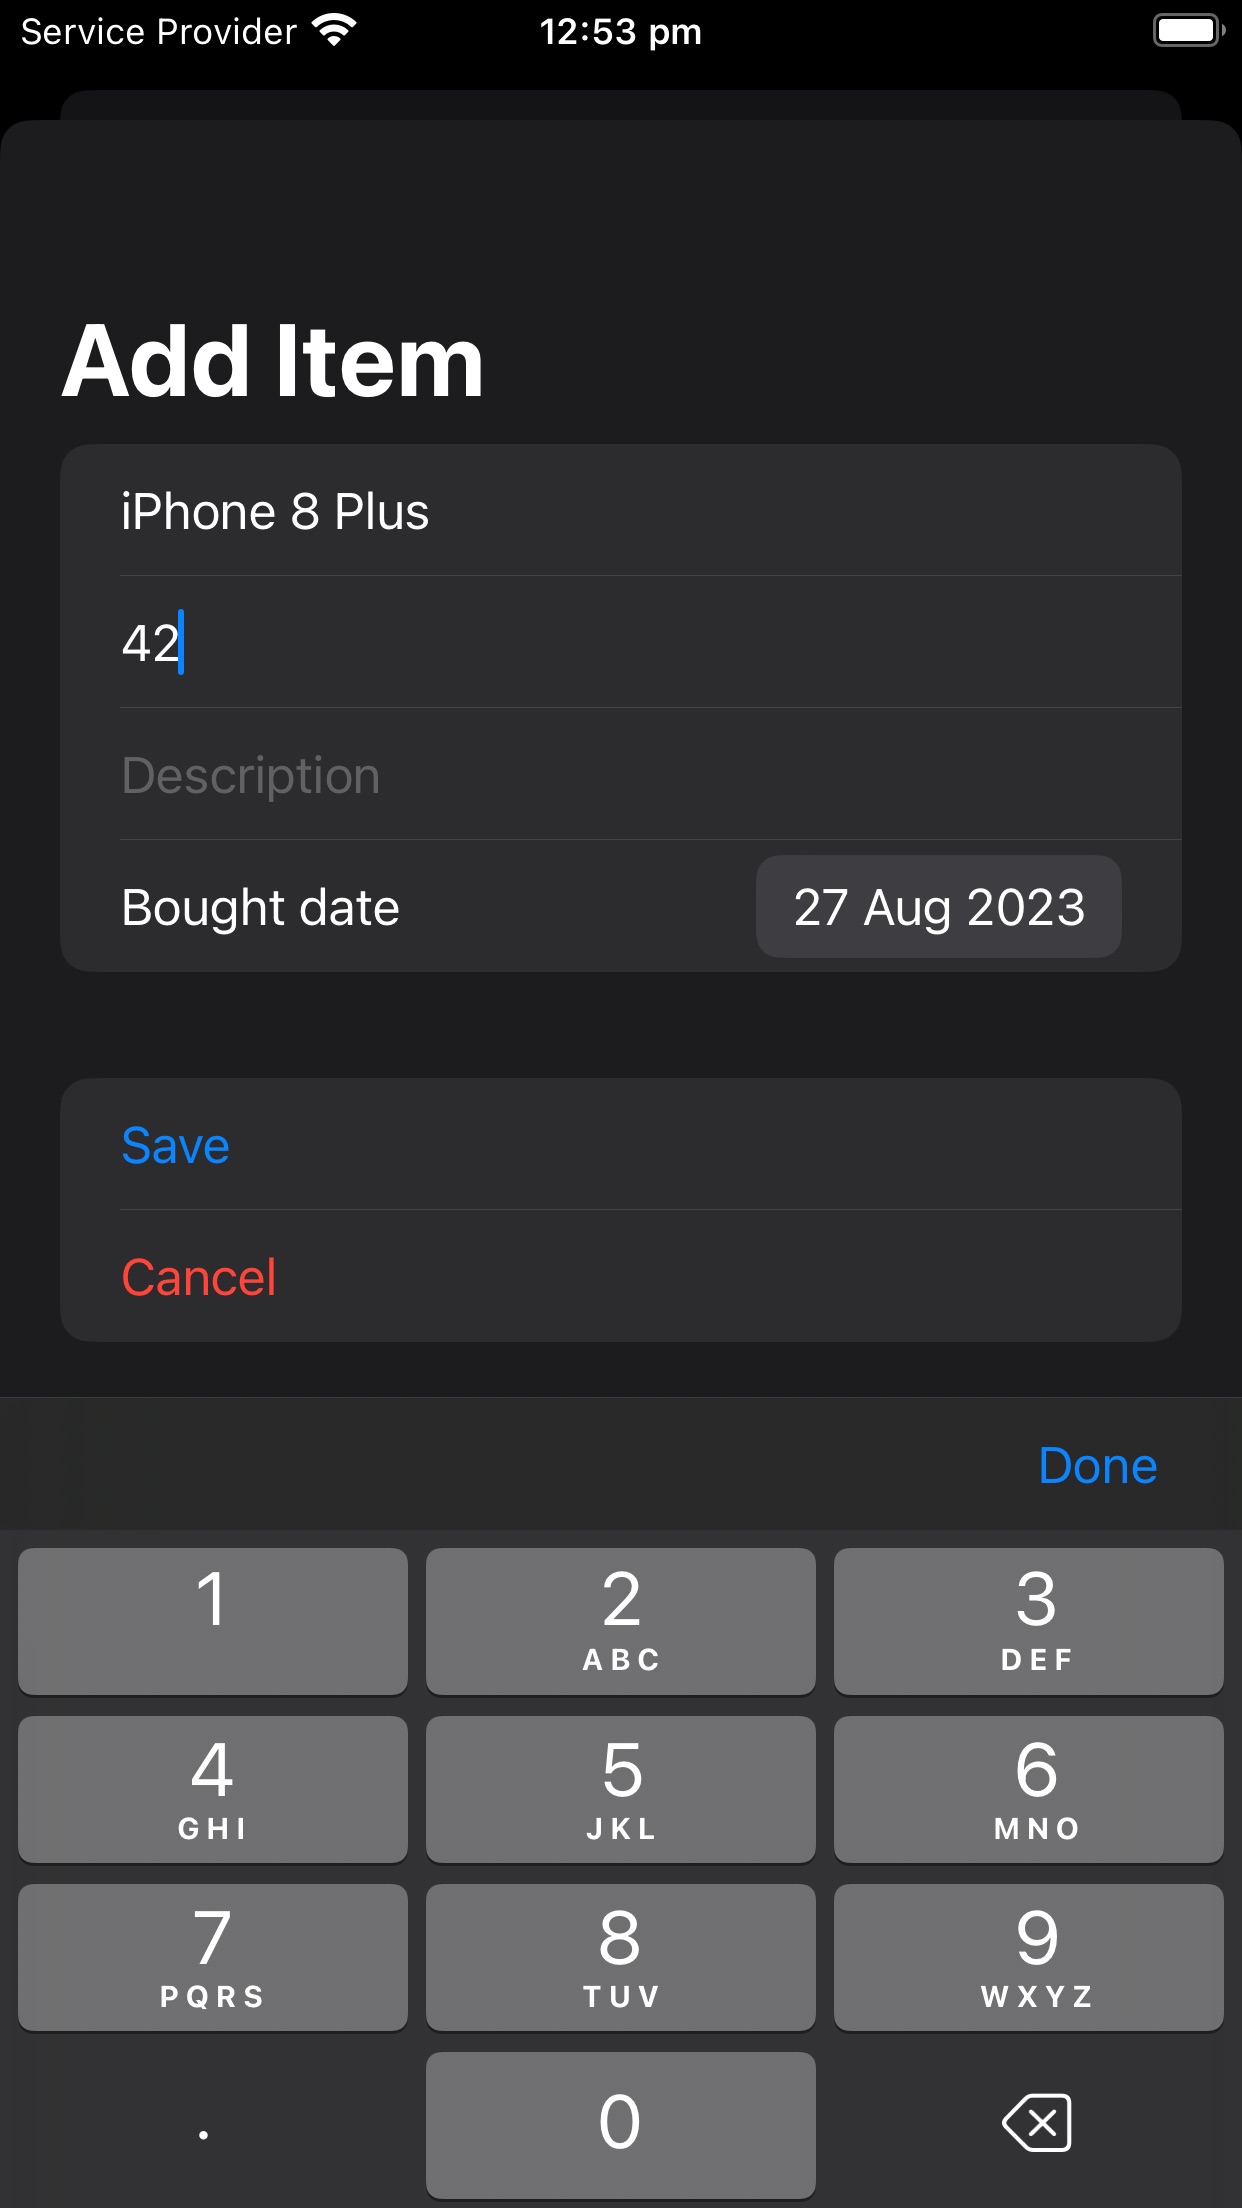 Service Provider 12:53 pm
Add Item
iPhone 8 Plus
42
Description
Bought date 27 Aug 2023
Save
Cancel
Done
1 2 3
ABC DEF
4 5 6
GHI JKL MNO
7 8 9
PQRS TUV WXYZ
. 0